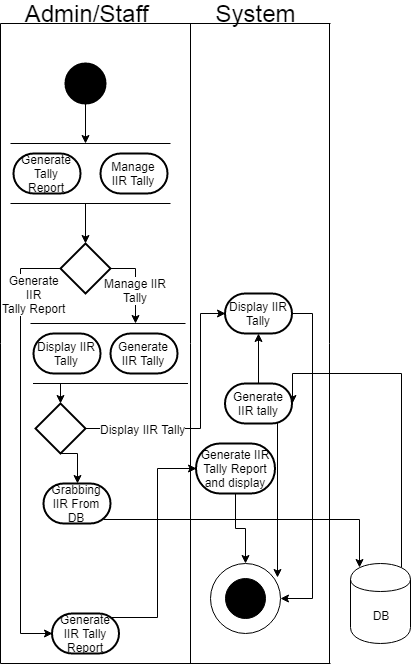 Admin/Staff
System
Generate
Tally
Report
Manage
IIR Tally
Generate
IIR
Tally Report
Manage IIR
Tally
Display IIR
Tally
Display IIR
Tally
Generate
IIR Tally
Generate
IIR tally
Display IIR Tally
Generate IIR
Tally Report
and display
Grabbing
IIR From
DB
Generate
IIR Tally
Report
DB